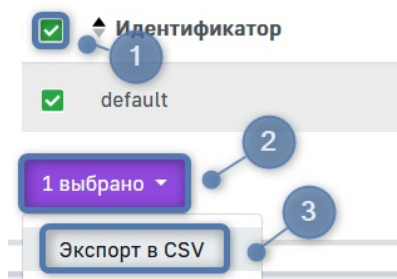 Идентификатор
1
default
2
1 выбрано
3
Экспорт в CSV